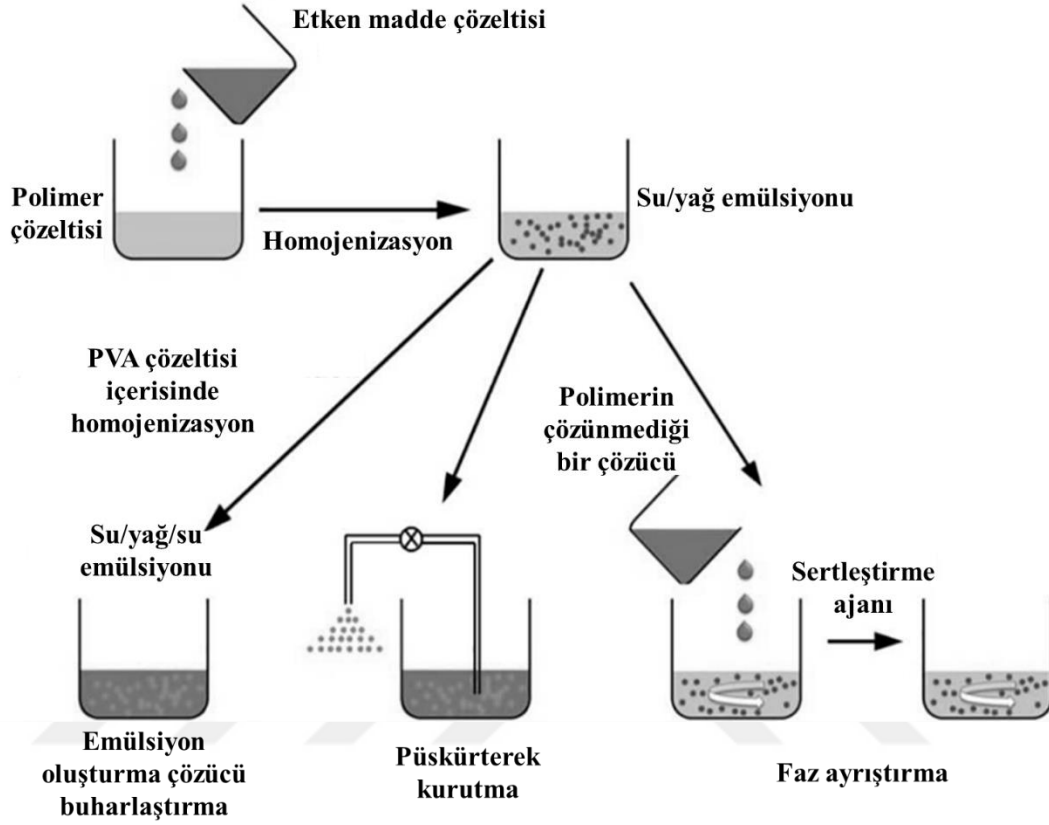 Etken madde çözeltisi
Polimer
çözeltisi
Homojenizasyon
Su/yağ emülsiyonu
PVA çözeltisi
içerisinde
homojenizasyon
Polimerin
çözünmediği
bir çözücü
Su/yağ/su
emülsiyonu
Sertleştirme
ajanı
Emülsiyon
oluşturma çözücü
buharlaştırma
Püskürterek
kurutma
Faz ayrıştırma